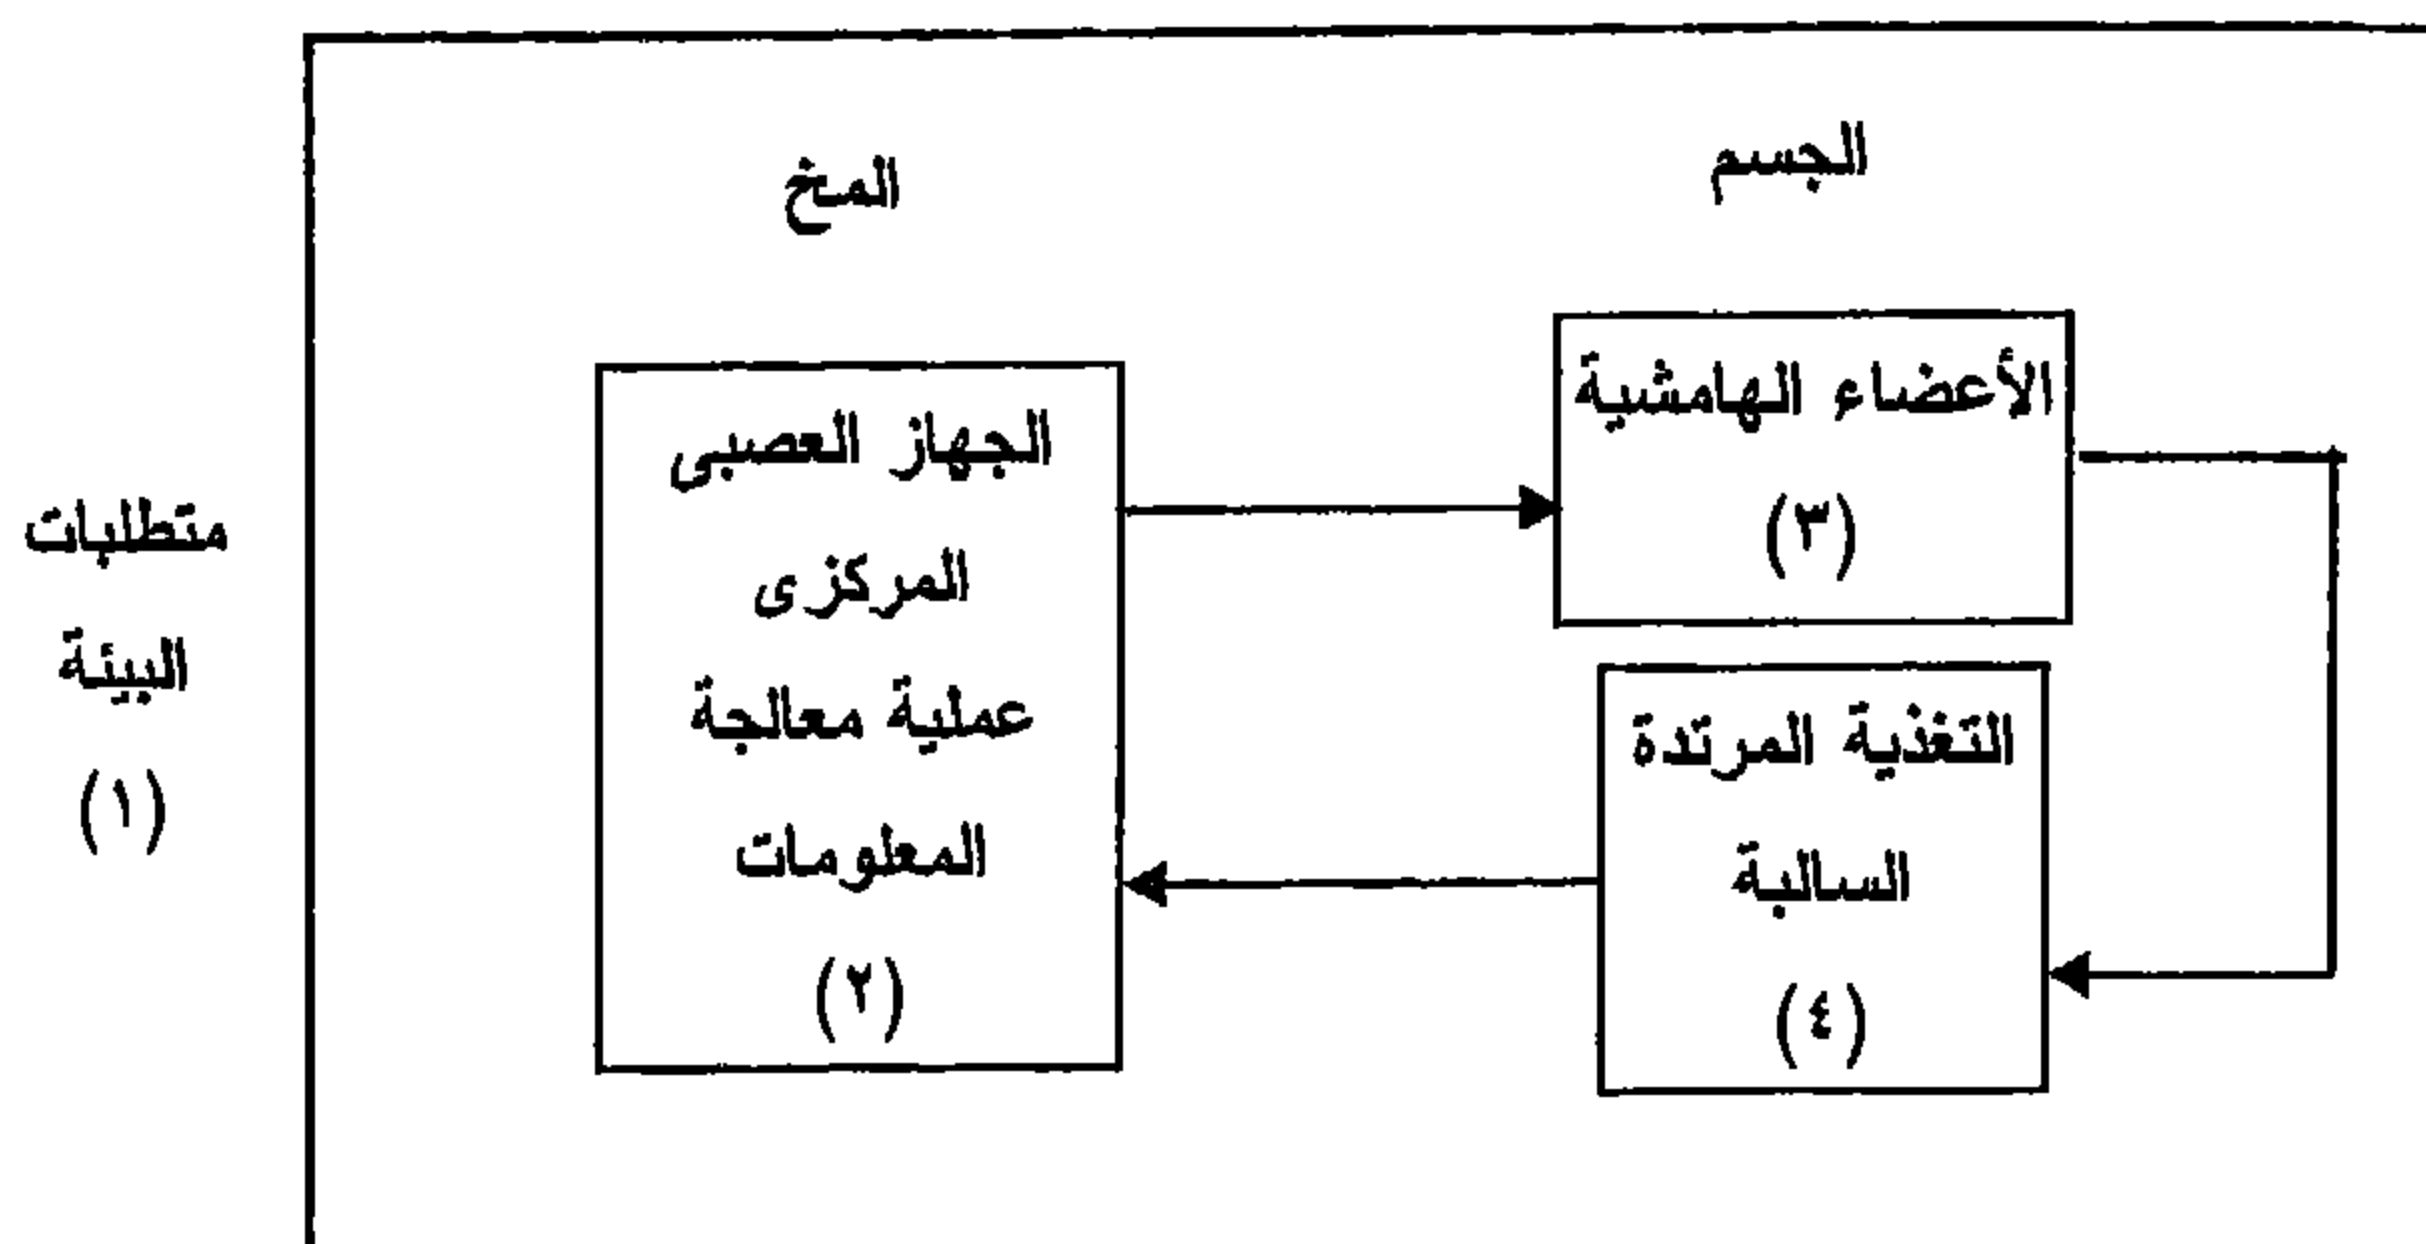 الجسم
المخ
الأعضاء الهامشية
(٣)
الجهاز العصبى
المركزى
عملية معالجة
المعلومات
(٢)
التغذية المرتدة
السالبة
(٤)
متطلبات
البيئة
(١)